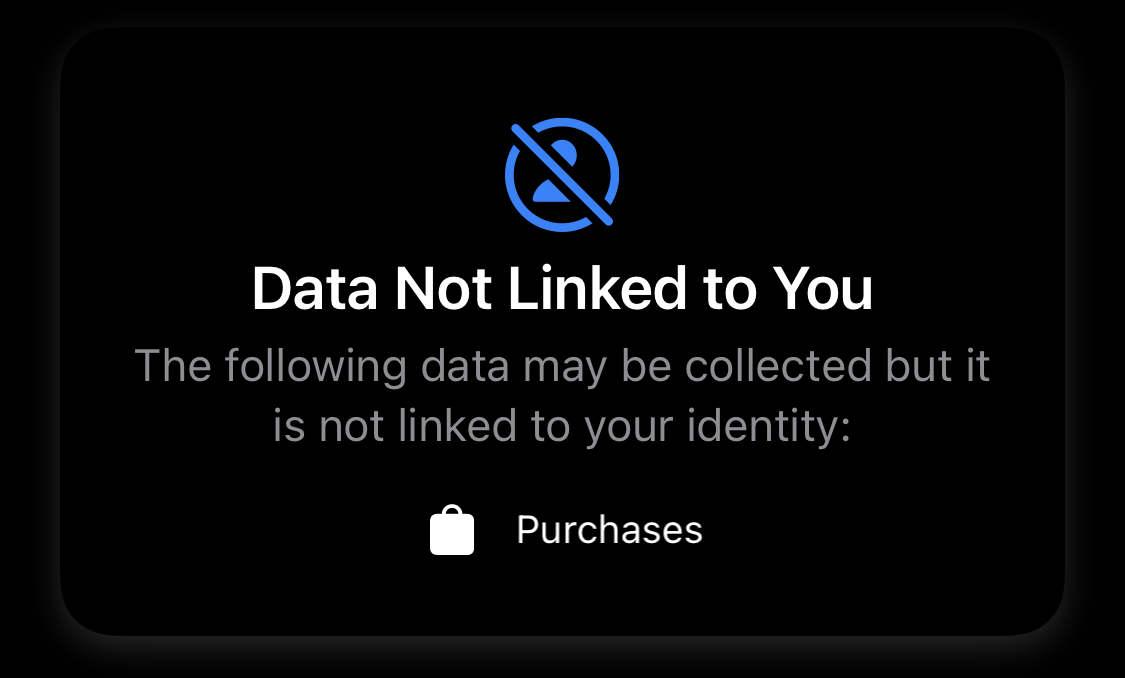 Data Not Linked to You
The following data may be collected but it
is not linked to your identity:
Purchases